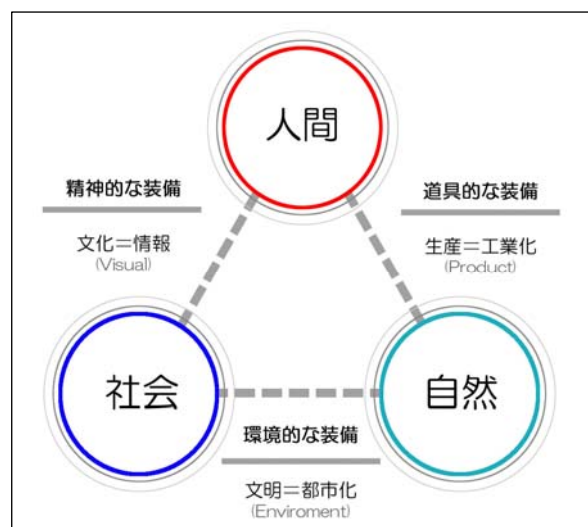 人間
精神的な装備
文化＝情報
(Visual)
道具的な装備
生産＝工業化
(Product)
社会
自然
環境的な装備
文明＝都市化
(Enviroment)